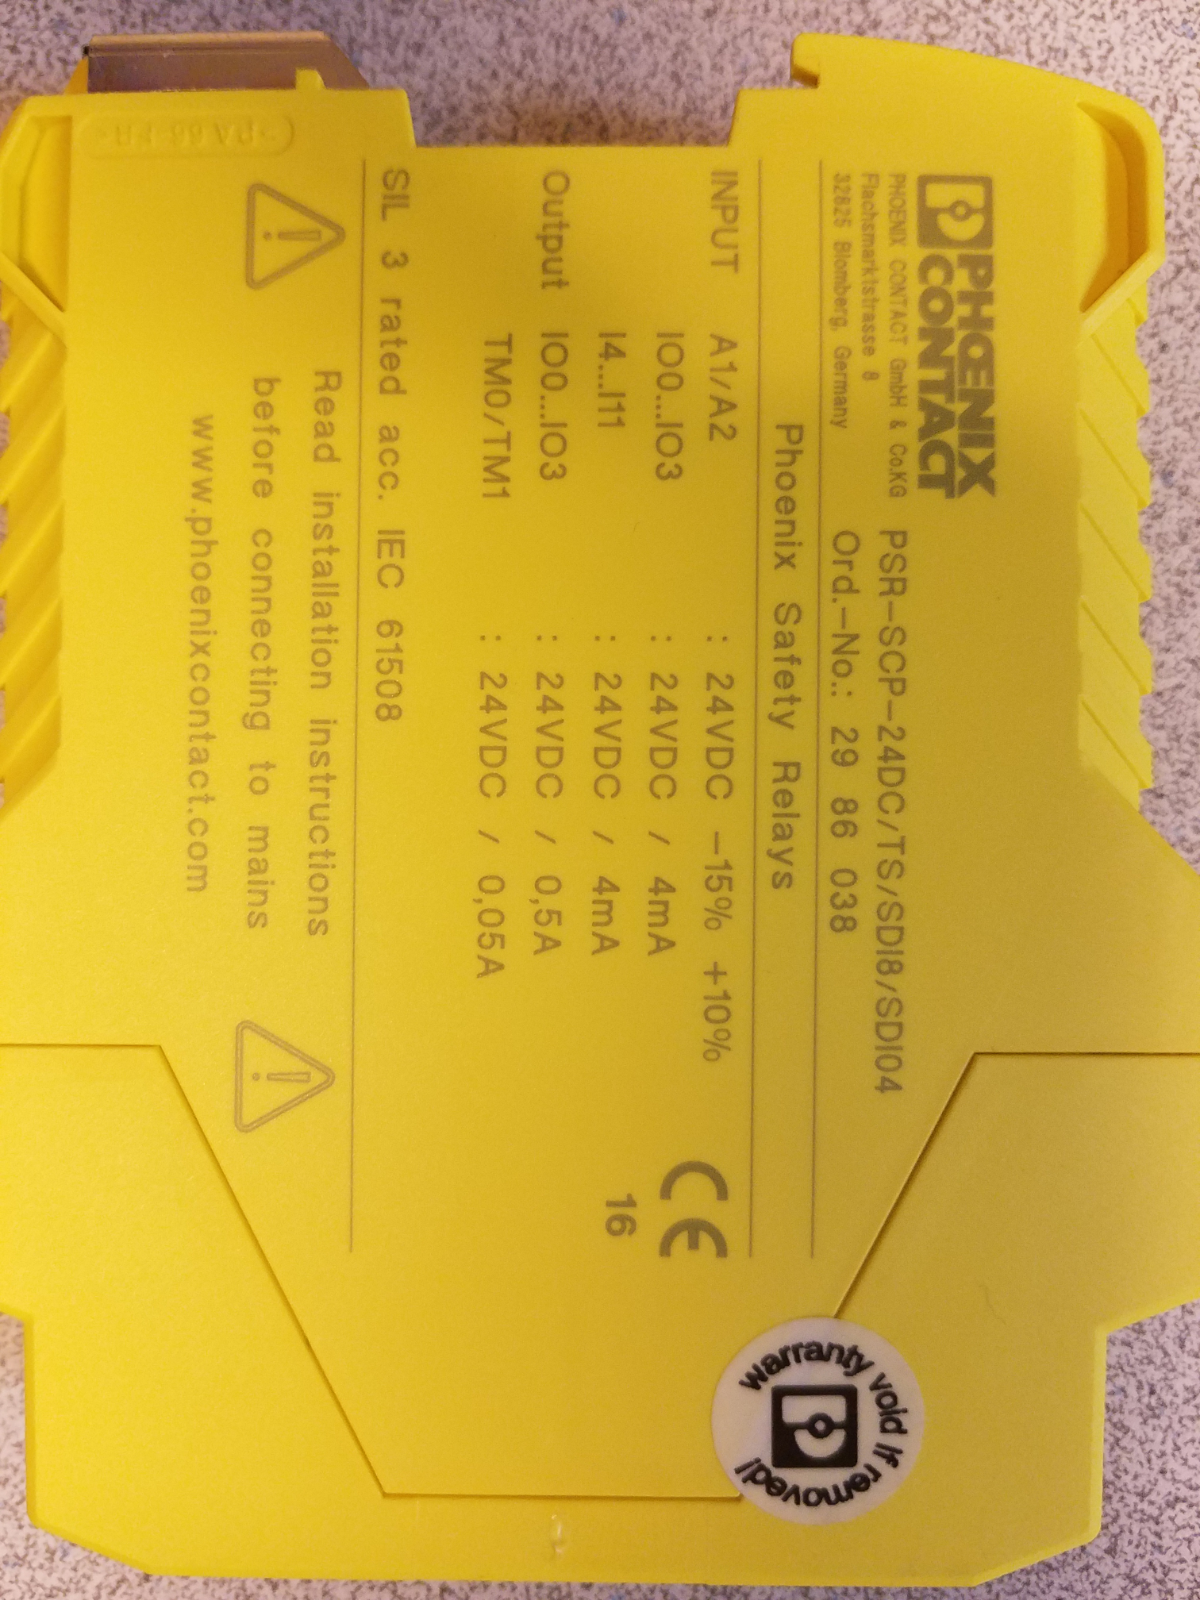 PHOENIX
CONTACT
PHOENIX CONTACT GmbH & Co.KG
Flachsmarktstrasse 8
32825 Blomberg, Germany
PSR-SCP-24DC/TS/SDI8/SDIO4
Ord.-No.: 29 86 038
Phoenix Safety Relays
INPUT A1/A2 : 24VDC -15% +10%
IO0...IO3 : 24VDC / 4mA
I4...I11 : 24VDC / 4mA
Output IO0...IO3 : 24VDC / 0,5A
TM0/TM1 : 24VDC / 0,05A
CE
16
SIL 3 rated acc. IEC 61508
Read installation instructions
before connecting to mains
www.phoenixcontact.com
warranty void if removed!